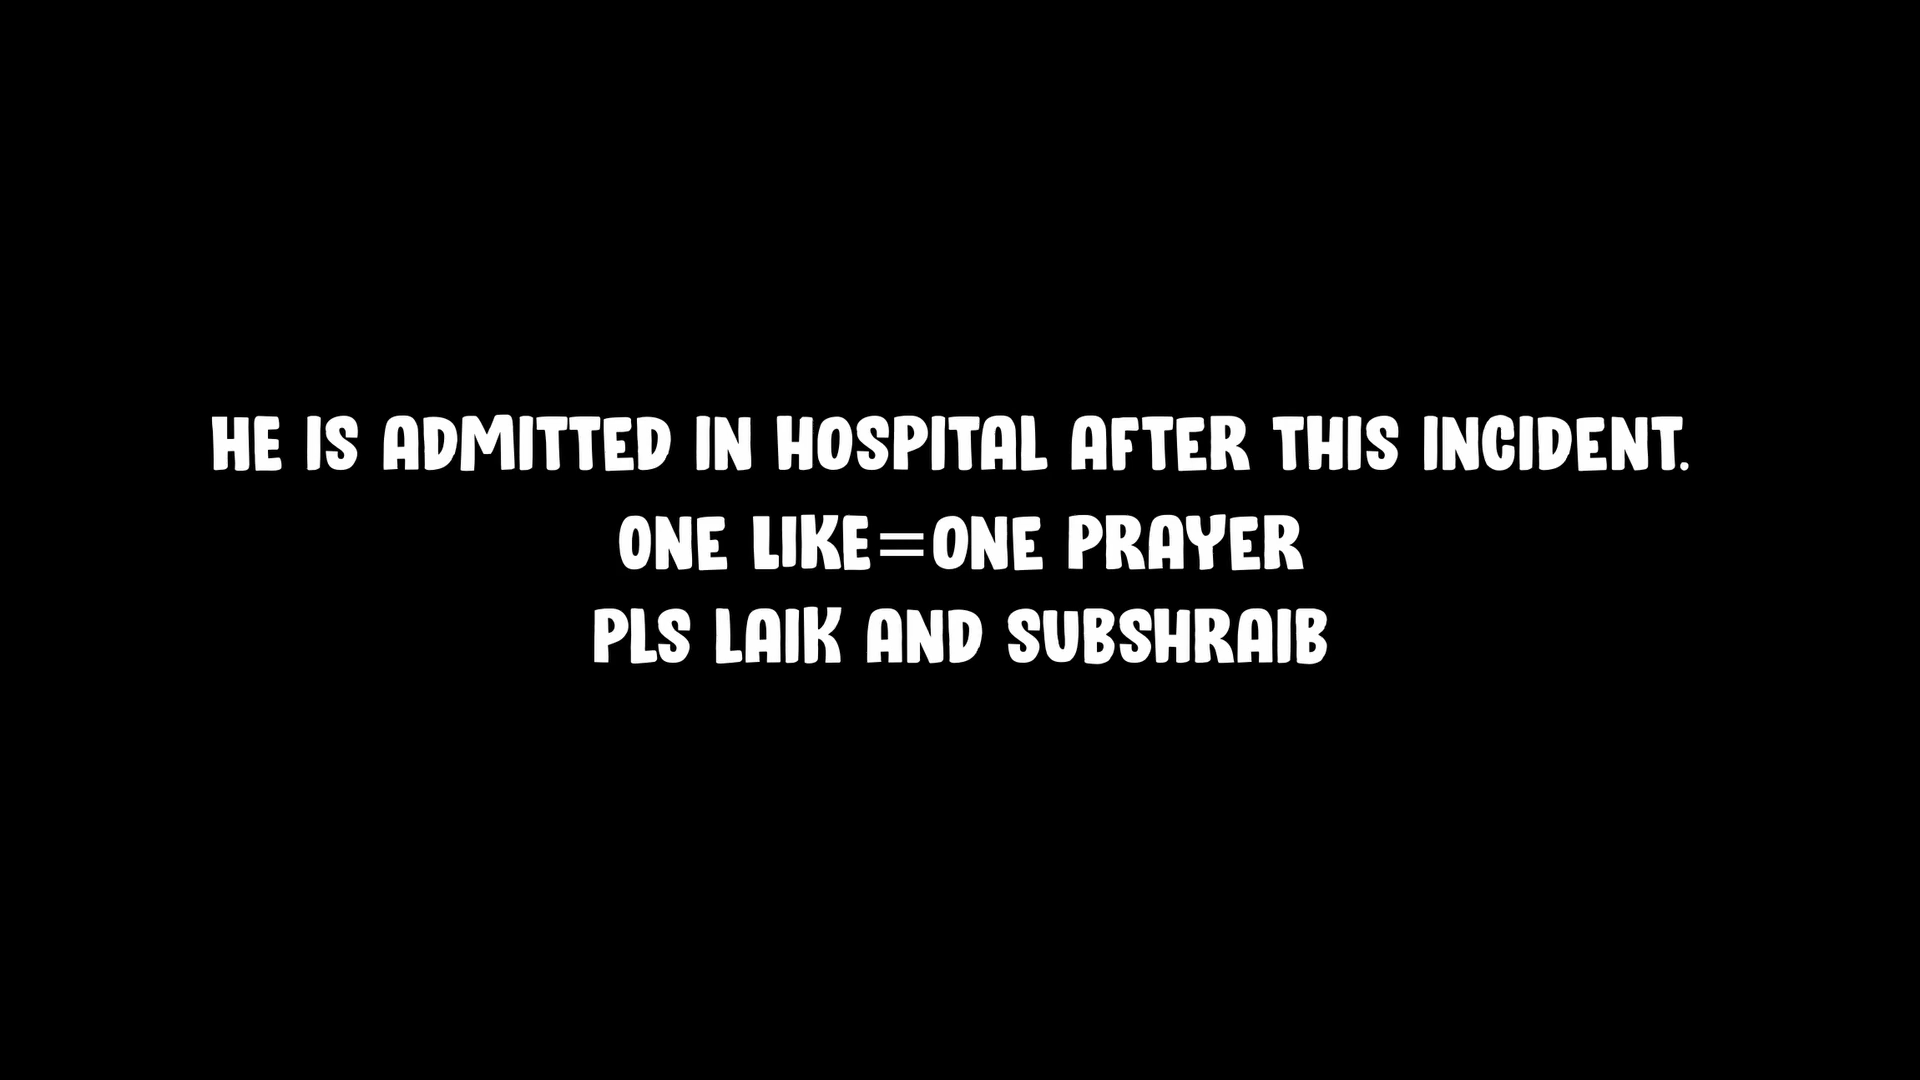 HE IS ADMITTED IN HOSPITAL AFTER THIS INCIDENT.
ONE LIKE=ONE PRAYER
PLS LAIK AND SUBSHRAIB